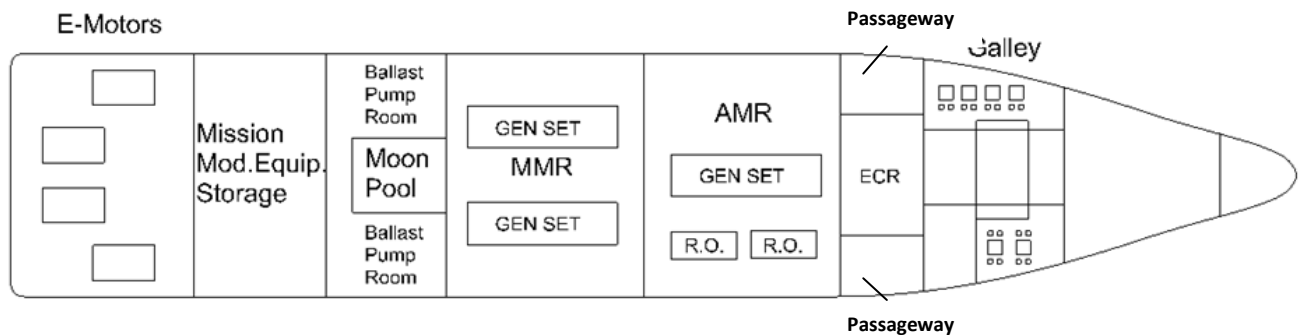 E-Motors
Passageway
Galley
Mission
Mod.Equip.
Storage
Ballast
Pump
Room
Moon
Pool
Ballast
Pump
Room
GEN SET
MMR
GEN SET
AMR
GEN SET
R.O. R.O.
ECR
Passageway